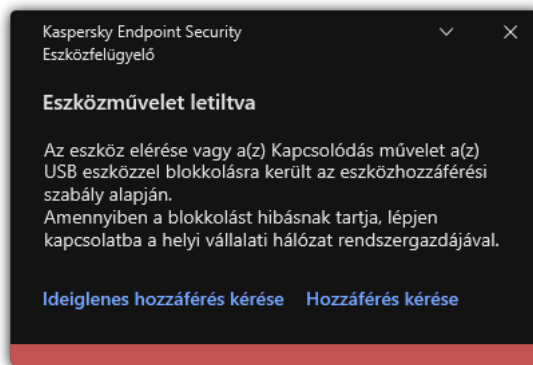 Kaspersky Endpoint Security
Eszközfelügyelő
Eszközművelet letiltva
Az eszköz elérése vagy a(z) Kapcsolódás művelet a(z)
USB eszközzel blokkolásra került az eszközhozzáférési
szabály alapján.
Amennyiben a blokkolást hibásnak tartja, lépjen
kapcsolatba a helyi vállalati hálózat rendszergazdájával.
Ideiglenes hozzáférés kérése Hozzáférés kérése